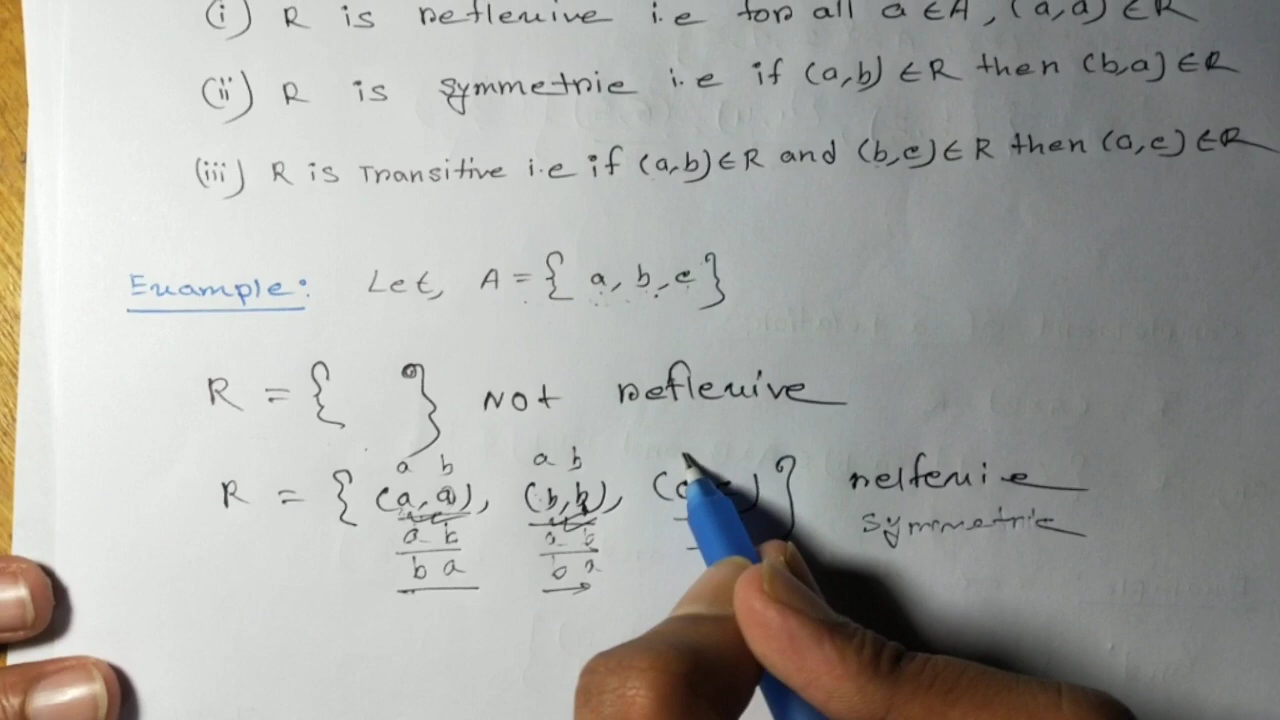 (i) R is reflexive i.e for all a ∈ A, (a,a) ∈ R
(ii) R is symmetric i.e if (a,b) ∈ R then (b,a) ∈ R
(iii) R is Transitive i.e if (a,b) ∈ R and (b,c) ∈ R then (a,c) ∈ R
Example: Let, A = { a, b, c }
R = { } Not reflexive
a b a b
R = { (a,a), (b,b), ( ) } relfexie
symmetric
a b a b
b a b a